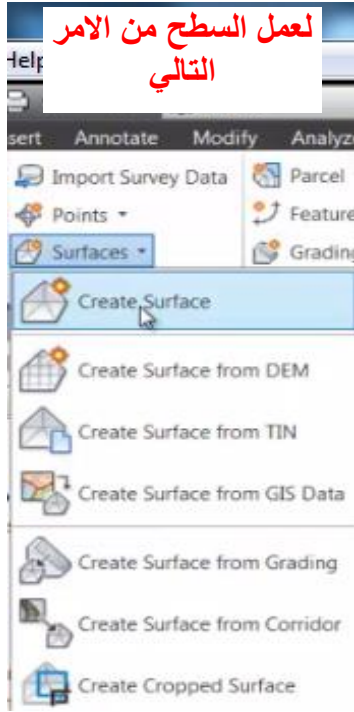 لعمل السطح من الامر
التالي
Help
sert Annotate Modify Analyz
Import Survey Data Parcel
Points Feature
Surfaces Grading
Create Surface
Create Surface from DEM
Create Surface from TIN
Create Surface from GIS Data
Create Surface from Grading
Create Surface from Corridor
Create Cropped Surface